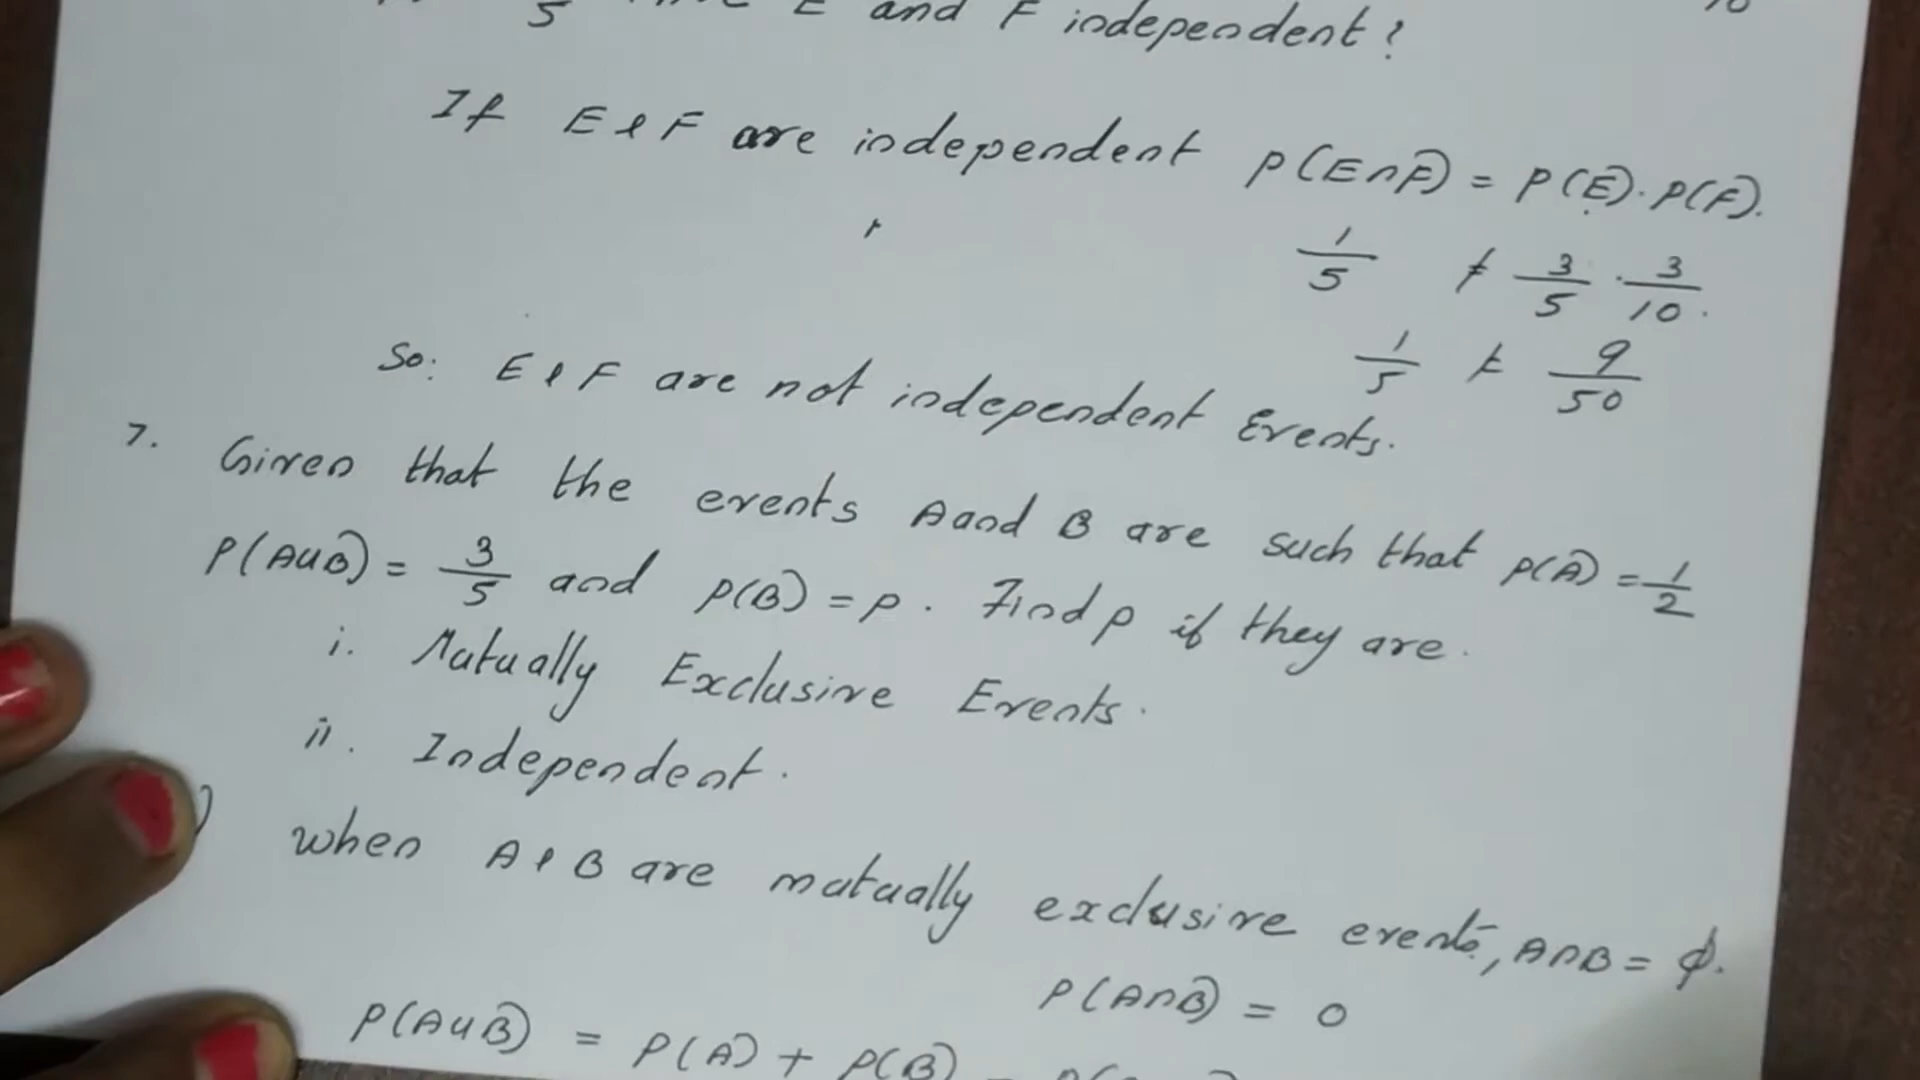 5 E and F independent?
If E & F are independent P(E∩F) = P(E).P(F).
1/5 ≠ 3/5 . 3/10.
1/5 ≠ 9/50
So: E & F are not independent Events.
7. Given that the events A and B are such that P(A) = 1/2
P(A∪B) = 3/5 and P(B) = p. Find p if they are.
i. Mutually Exclusive Events.
ii. Independent.
) when A & B are mutually exclusive events, A∩B = ϕ.
P(A∩B) = 0
P(A∪B) = P(A) + P(B) -